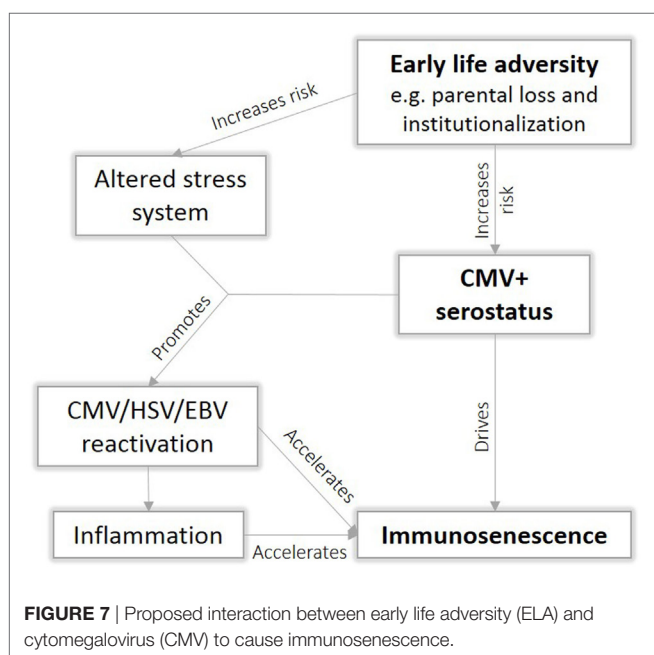 Early life adversity
e.g. parental loss and
institutionalization
Increases risk
Altered stress
system
Increases
risk
CMV+
serostatus
Promotes
CMV/HSV/EBV
reactivation
Accelerates
Drives
Inflammation
Accelerates
Immunosenescence
FIGURE 7 | Proposed interaction between early life adversity (ELA) and
cytomegalovirus (CMV) to cause immunosenescence.